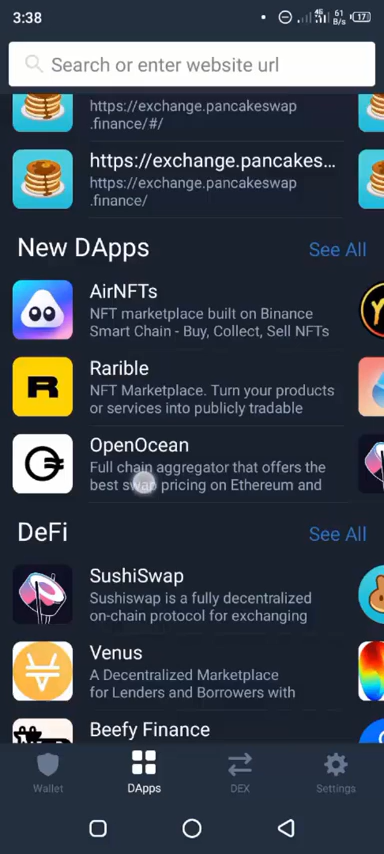 3:38
4G
61
B/s
17
Search or enter website url
https://exchange.pancakeswap
.finance/#/
https://exchange.pancakes...
https://exchange.pancakeswap
.finance/
New DApps
See All
AirNFTs
NFT marketplace built on Binance
Smart Chain - Buy, Collect, Sell NFTs
Rarible
NFT Marketplace. Turn your products
or services into publicly tradable
OpenOcean
Full chain aggregator that offers the
best swap pricing on Ethereum and
DeFi
See All
SushiSwap
Sushiswap is a fully decentralized
on-chain protocol for exchanging
Venus
A Decentralized Marketplace
for Lenders and Borrowers with
Beefy Finance
Wallet
DApps
DEX
Settings